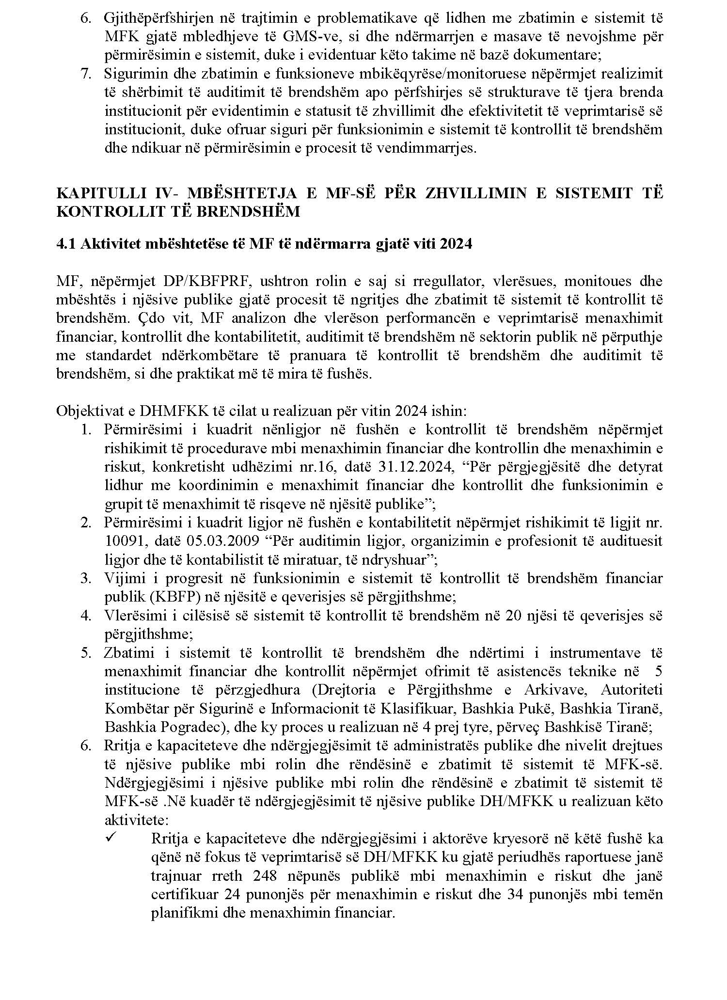 6. Gjithëpërfshirjen në trajtimin e problematikave që lidhen me zbatimin e sistemit të
MFK gjatë mbledhjeve të GMS-ve, si dhe ndërmarrjen e masave të nevojshme për
përmirësimin e sistemit, duke i evidentuar këto takime në bazë dokumentare;
7. Sigurimin dhe zbatimin e funksioneve mbikëqyrëse/monitoruese nëpërmjet realizimit
të shërbimit të auditimit të brendshëm apo përfshirjes së strukturave të tjera brenda
institucionit për evidentimin e statusit të zhvillimit dhe efektivitetit të veprimtarisë së
institucionit, duke ofruar siguri për funksionimin e sistemit të kontrollit të brendshëm
dhe ndikuar në përmirësimin e procesit të vendimmarrjes.
KAPITULLI IV- MBËSHTETJA E MF-SË PËR ZHVILLIMIN E SISTEMIT TË
KONTROLLIT TË BRENDSHËM
4.1 Aktivitet mbështetëse të MF të ndërmarra gjatë viti 2024
MF, nëpërmjet DP/KBFPRF, ushtron rolin e saj si rregullator, vlerësues, monitoues dhe
mbështës i njësive publike gjatë procesit të ngritjes dhe zbatimit të sistemit të kontrollit të
brendshëm. Çdo vit, MF analizon dhe vlerëson performancën e veprimtarisë menaxhimit
financiar, kontrollit dhe kontabilitetit, auditimit të brendshëm në sektorin publik në përputhje
me standardet ndërkombëtare të pranuara të kontrollit të brendshëm dhe auditimit të
brendshëm, si dhe praktikat më të mira të fushës.
Objektivat e DHMFKK të cilat u realizuan për vitin 2024 ishin:
1. Përmirësimi i kuadrit nënligjor në fushën e kontrollit të brendshëm nëpërmjet
rishikimit të procedurave mbi menaxhimin financiar dhe kontrollin dhe menaxhimin e
riskut, konkretisht udhëzimi nr.16, datë 31.12.2024, “Për përgjegjësitë dhe detyrat
lidhur me koordinimin e menaxhimit financiar dhe kontrollit dhe funksionimin e
grupit të menaxhimit të risqeve në njësitë publike”;
2. Përmirësimi i kuadrit ligjor në fushën e kontabilitetit nëpërmjet rishikimit të ligjit nr.
10091, datë 05.03.2009 “Për auditimin ligjor, organizimin e profesionit të audituesit
ligjor dhe të kontabilistit të miratuar, të ndryshuar”;
3. Vijimi i progresit në funksionimin e sistemit të kontrollit të brendshëm financiar
publik (KBFP) në njësitë e qeverisjes së përgjithshme;
4. Vlerësimi i cilësisë së sistemit të kontrollit të brendshëm në 20 njësi të qeverisjes së
përgjithshme;
5. Zbatimi i sistemit të kontrollit të brendshëm dhe ndërtimi i instrumentave të
menaxhimit financiar dhe kontrollit nëpërmjet ofrimit të asistencës teknike në 5
institucione të përzgjedhura (Drejtoria e Përgjithshme e Arkivave, Autoriteti
Kombëtar për Sigurinë e Informacionit të Klasifikuar, Bashkia Pukë, Bashkia Tiranë,
Bashkia Pogradec), dhe ky proces u realizuan në 4 prej tyre, përveç Bashkisë Tiranë;
6. Rritja e kapaciteteve dhe ndërgjegjësimit të administratës publike dhe nivelit drejtues
të njësive publike mbi rolin dhe rëndësinë e zbatimit të sistemit të MFK-së.
Ndërgjegjësimi i njësive publike mbi rolin dhe rëndësinë e zbatimit të sistemit të
MFK-së .Në kuadër të ndërgjegjësimit të njësive publike DH/MFKK u realizuan këto
aktivitete:
✓ Rritja e kapaciteteve dhe ndërgjegjësimi i aktorëve kryesorë në këtë fushë ka
qënë në fokus të veprimtarisë së DH/MFKK ku gjatë periudhës raportuese janë
trajnuar rreth 248 nëpunës publikë mbi menaxhimin e riskut dhe janë
certifikuar 24 punonjës për menaxhimin e riskut dhe 34 punonjës mbi temën
planifikmi dhe menaxhimin financiar.